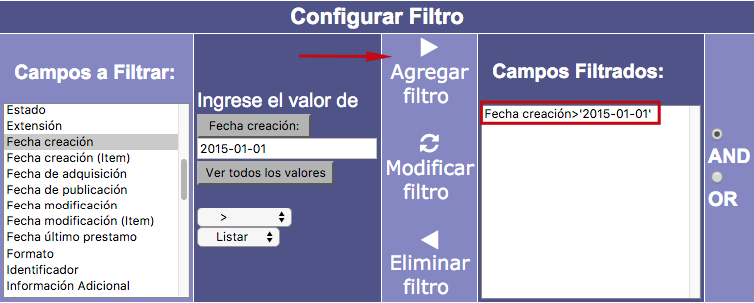 Configurar Filtro
Campos a Filtrar:
Estado
Extensión
Fecha creación
Fecha creación (Item)
Fecha de adquisición
Fecha de publicación
Fecha modificación
Fecha modificación (Item)
Fecha último prestamo
Formato
Identificador
Información Adicional
Ingrese el valor de
Fecha creación:
2015-01-01
Ver todos los valores
>
Listar
Agregar
filtro
Modificar
filtro
Eliminar
filtro
Campos Filtrados:
Fecha creación>'2015-01-01'
AND
OR